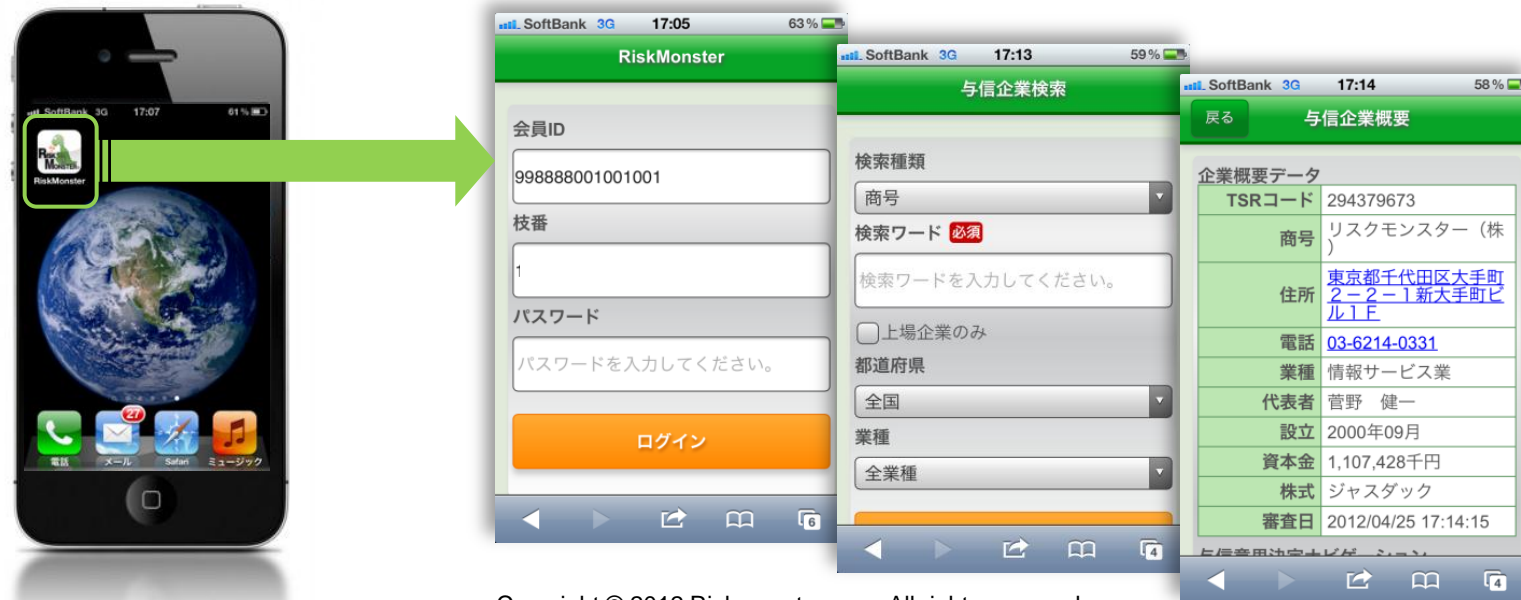 SoftBank 3G 17:07 61%
RISK
MONSTER
RiskMonster
27
電話 メール Safari ミュージック
SoftBank 3G 17:05 63%
RiskMonster
会員ID
998888001001001
枝番
1
パスワード
パスワードを入力してください。
ログイン
6
SoftBank 3G 17:13 59%
与信企業検索
検索種類
商号
検索ワード 必須
検索ワードを入力してください。
上場企業のみ
都道府県
全国
業種
全業種
4
SoftBank 3G 17:14 58%
戻る 与信企業概要
企業概要データ
TSRコード 294379673
商号 リスクモンスター（株
）
住所 東京都千代田区大手町
２－２－１新大手町ビ
ル１Ｆ
電話 03-6214-0331
業種 情報サービス業
代表者 菅野　健一
設立 2000年09月
資本金 1,107,428千円
株式 ジャスダック
審査日 2012/04/25 17:14:15
4